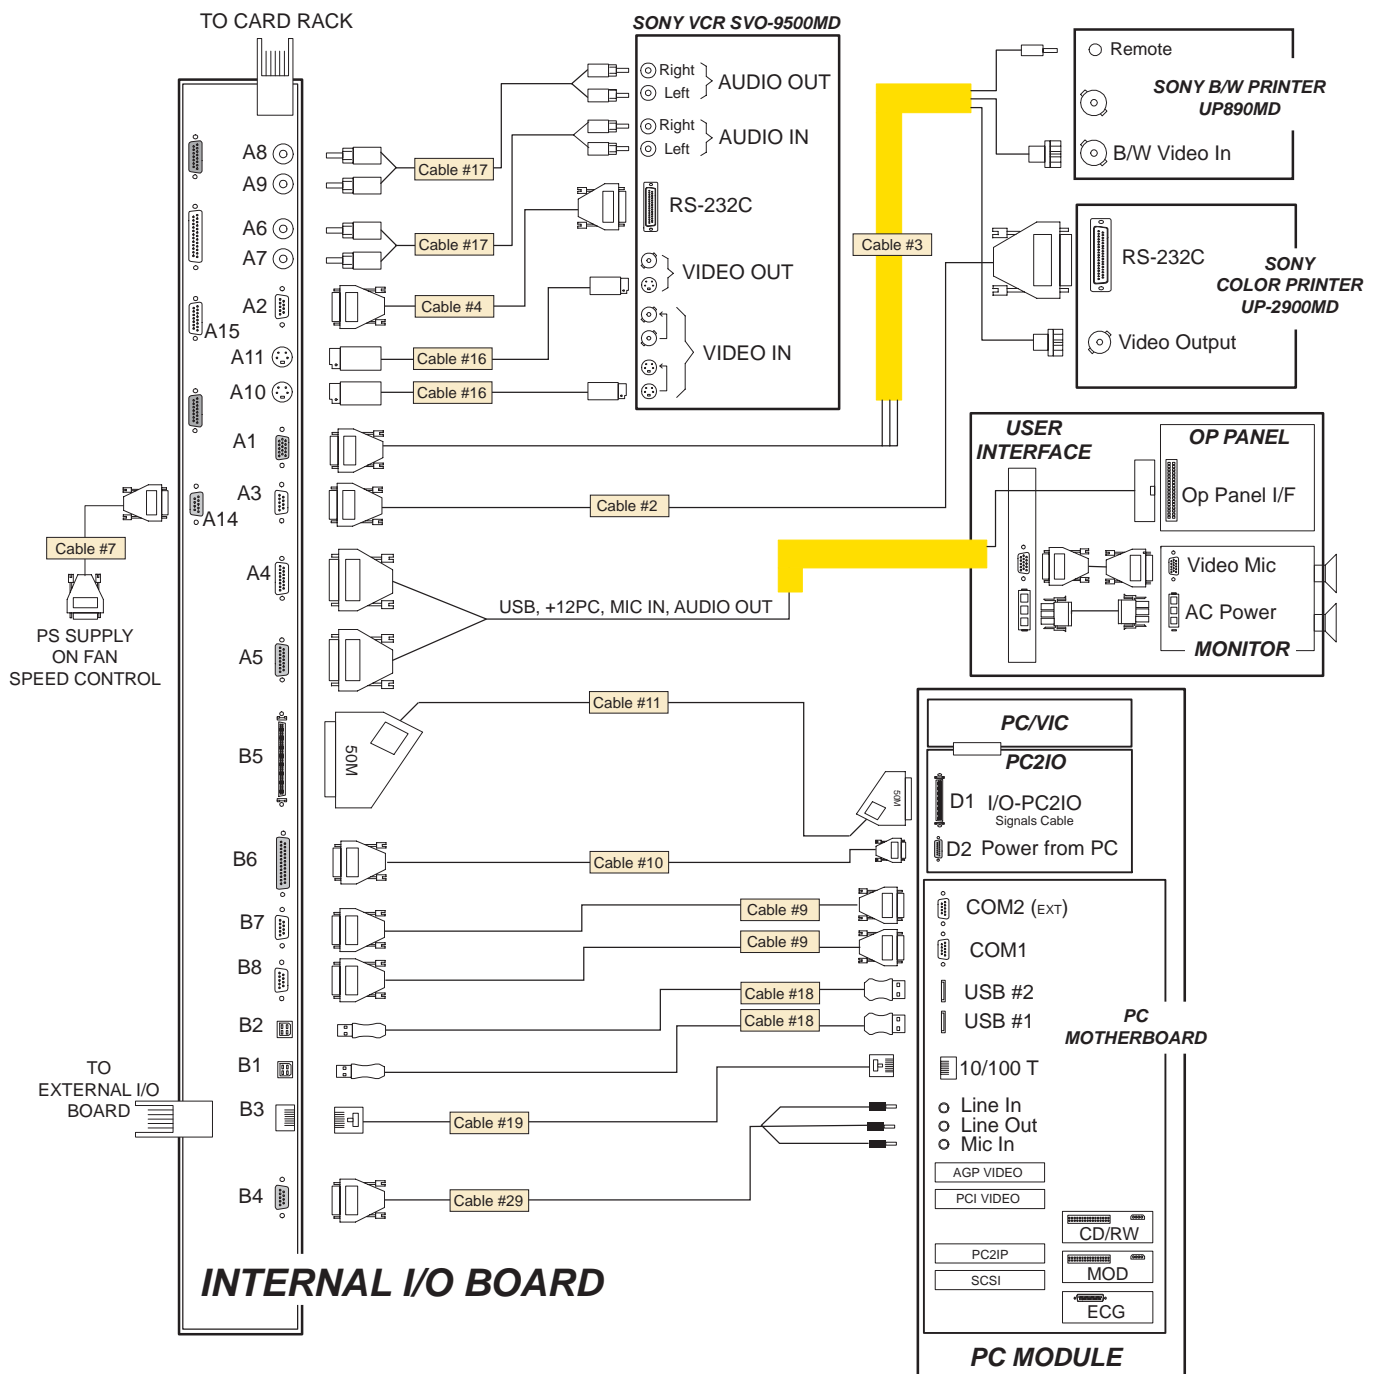 TO CARD RACK
SONY VCR SVO-9500MD
Right
Left
AUDIO OUT
Right
Left
AUDIO IN
RS-232C
VIDEO OUT
VIDEO IN
Remote
SONY B/W PRINTER
UP890MD
B/W Video In
RS-232C
SONY
COLOR PRINTER
UP-2900MD
Video Output
A8
A9
Cable #17
A6
A7
Cable #17
A2
Cable #4
A15
A11
Cable #16
A10
Cable #16
Cable #3
A1
A3
A14
Cable #2
Cable #7
PS SUPPLY
ON FAN
SPEED CONTROL
A4
USB, +12PC, MIC IN, AUDIO OUT
A5
USER
INTERFACE
OP PANEL
Op Panel I/F
Video Mic
AC Power
MONITOR
B5
50M
Cable #11
50M
PC/VIC
PC2IO
D1
I/O-PC2IO
Signals Cable
D2 Power from PC
B6
Cable #10
B7
Cable #9
COM2 (EXT)
B8
Cable #9
COM1
B2
Cable #18
USB #2
B1
Cable #18
USB #1
PC
MOTHERBOARD
TO
EXTERNAL I/O
BOARD
B3
Cable #19
10/100 T
Line In
Line Out
Mic In
B4
Cable #29
AGP VIDEO
PCI VIDEO
CD/RW
PC2IP
MOD
SCSI
ECG
INTERNAL I/O BOARD
PC MODULE